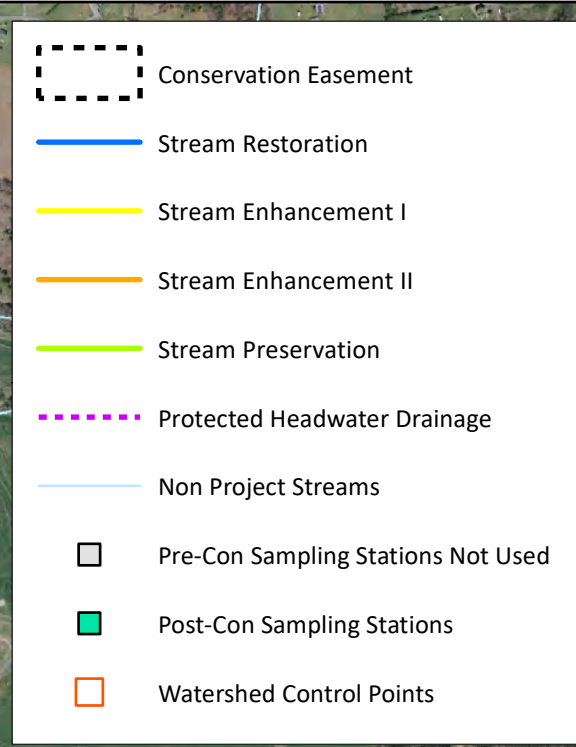 Conservation Easement
Stream Restoration
Stream Enhancement I
Stream Enhancement II
Stream Preservation
Protected Headwater Drainage
Non Project Streams
Pre-Con Sampling Stations Not Used
Post-Con Sampling Stations
Watershed Control Points